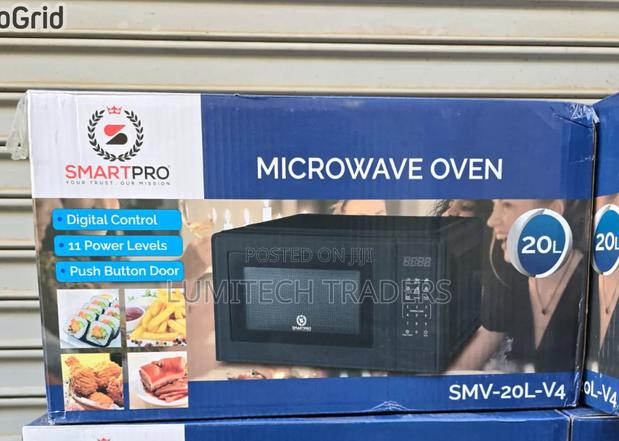 oGrid
SMARTPRO
YOUR TRUST, OUR MISSION
MICROWAVE OVEN
Digital Control
11 Power Levels
Push Button Door
20L
20L
POSTED ON JIJI
LUMITECH TRADERS
SMARTPRO
SMV-20L-V4
0L-V4